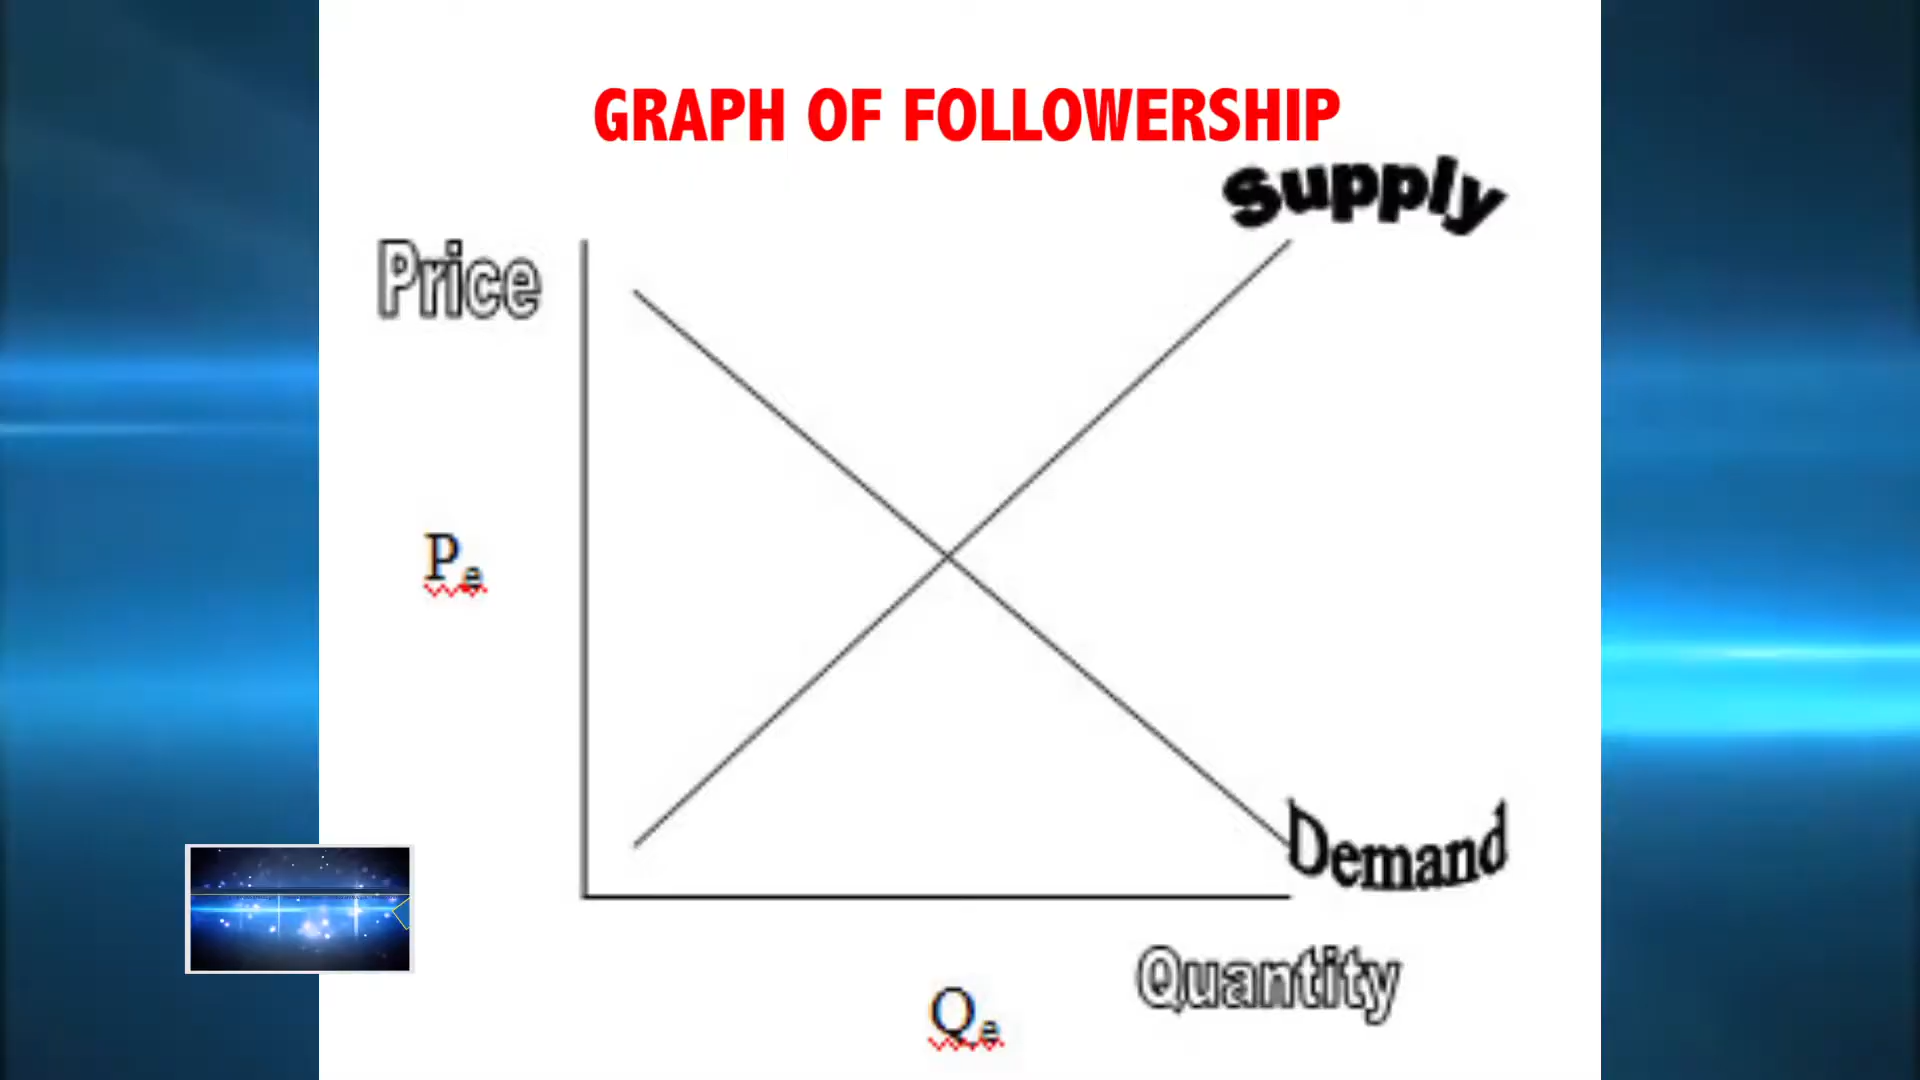 GRAPH OF FOLLOWERSHIP
Supply
Price
Pe
Demand
Quantity
Qe